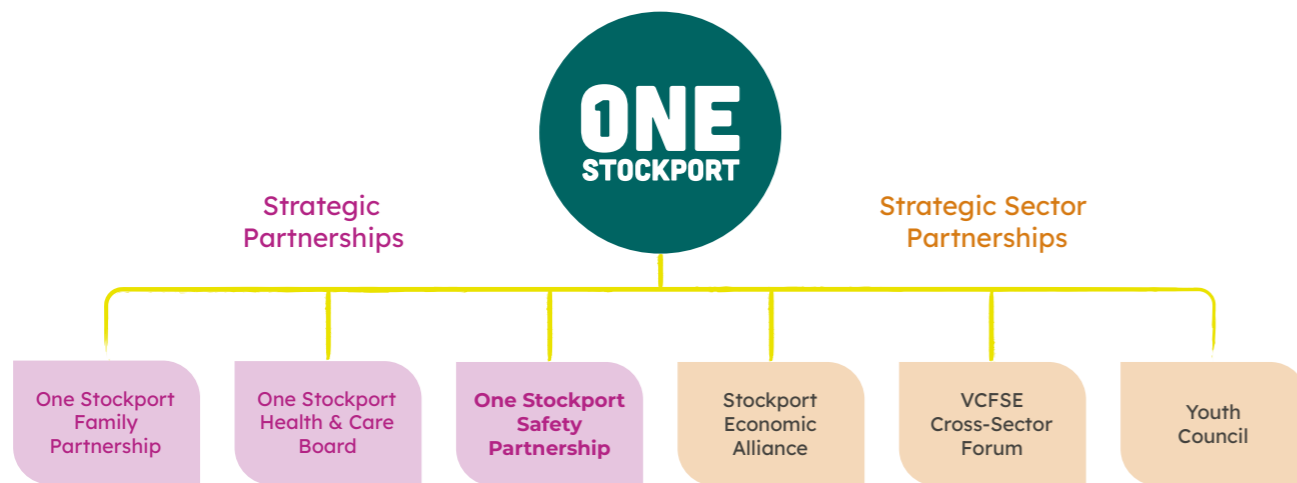 ONE
STOCKPORT
Strategic
Partnerships
Strategic Sector
Partnerships
One Stockport
Family
Partnership
One Stockport
Health & Care
Board
One Stockport
Safety
Partnership
Stockport
Economic
Alliance
VCFSE
Cross-Sector
Forum
Youth
Council